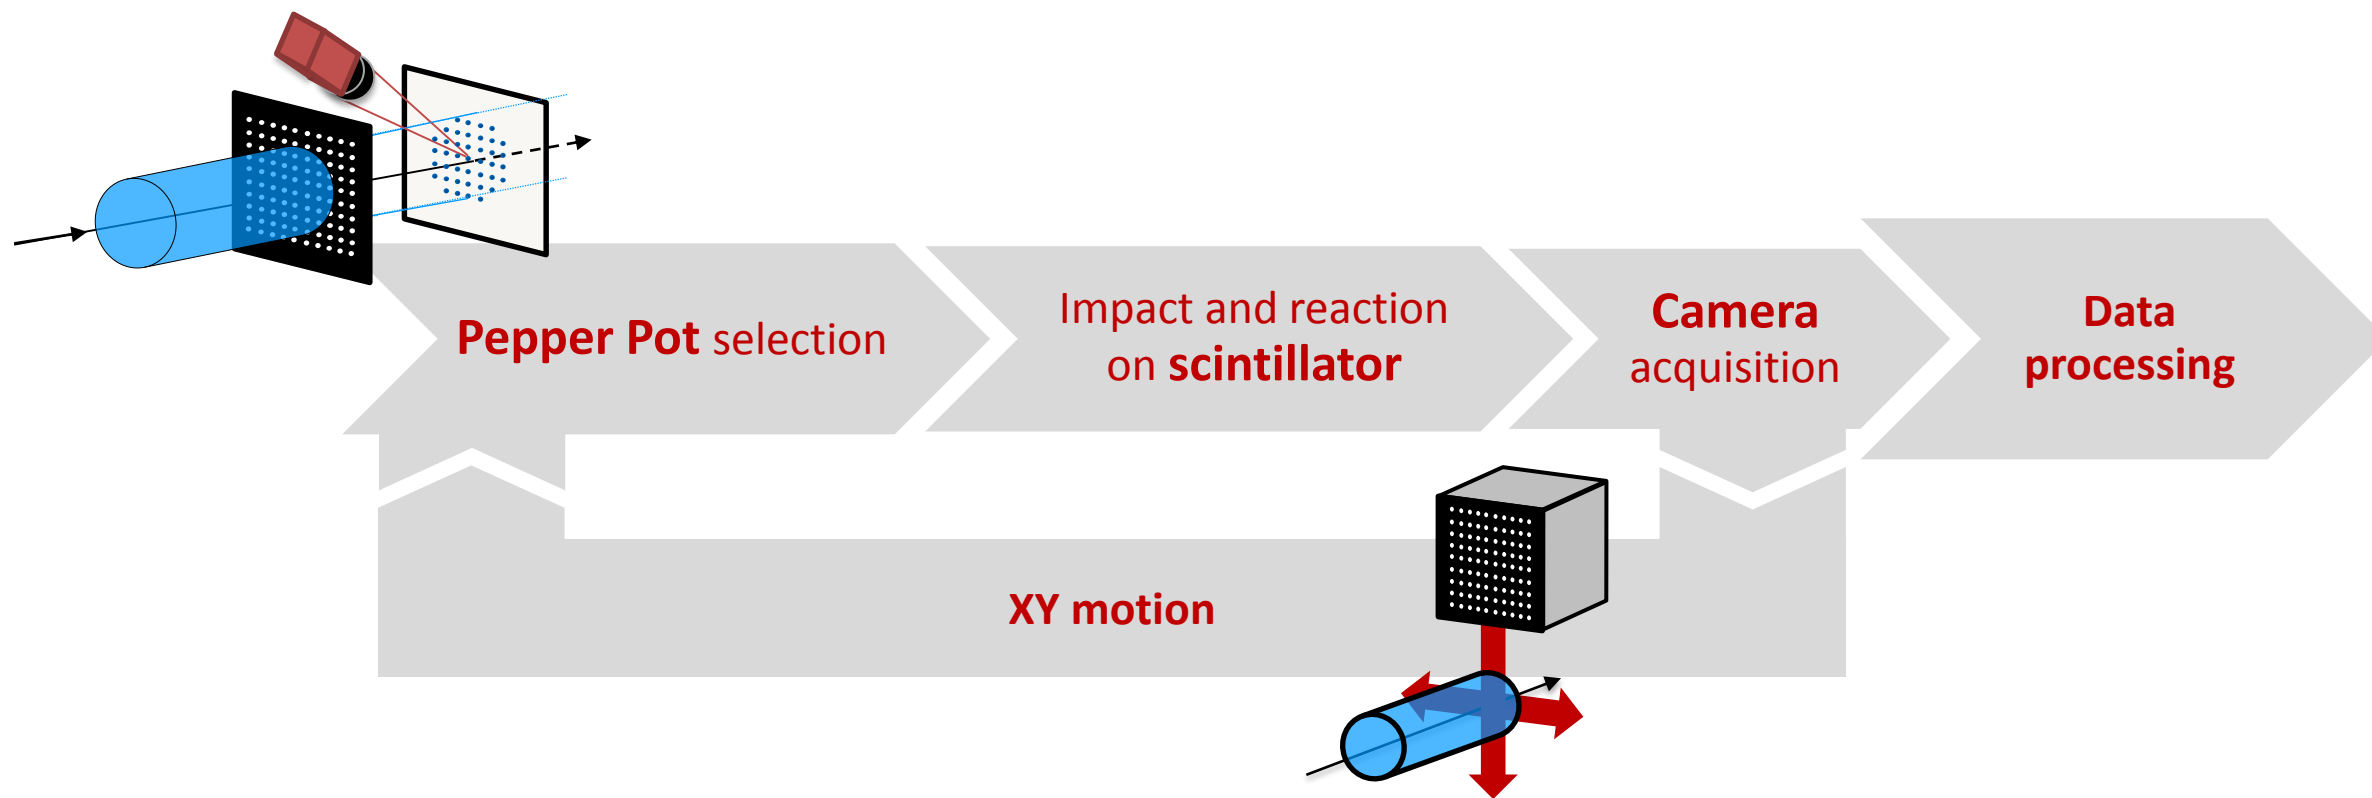 Pepper Pot selection
Impact and reaction
on scintillator
Camera
acquisition
Data
processing
XY motion